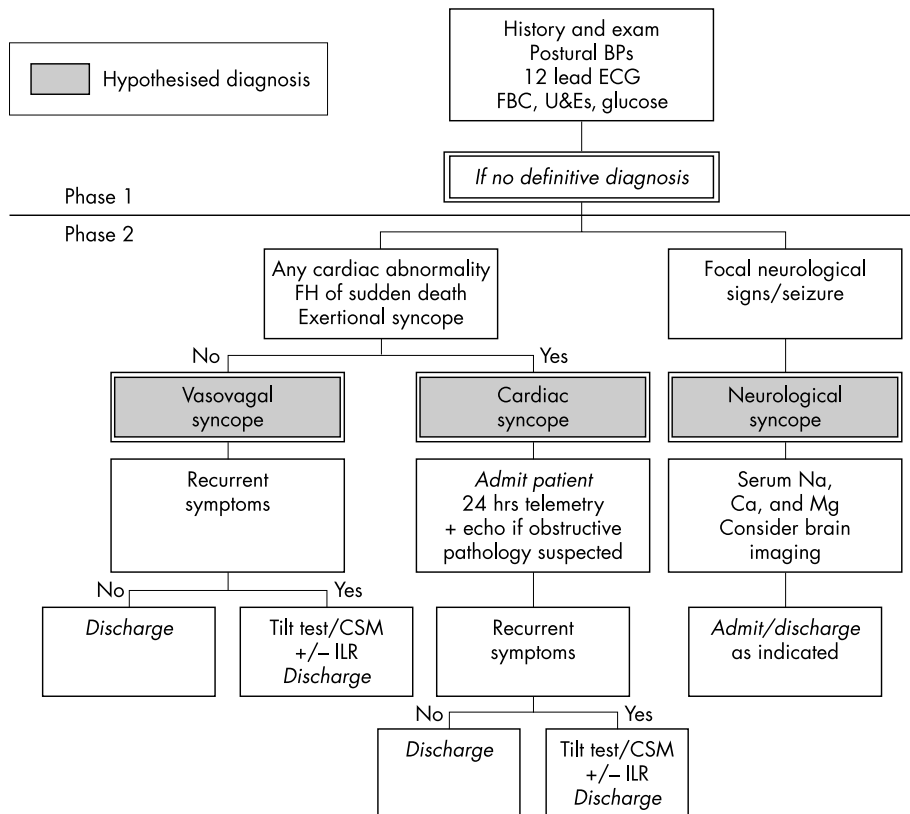 Hypothesised diagnosis
History and exam
Postural BPs
12 lead ECG
FBC, U&Es, glucose
If no definitive diagnosis
Phase 1
Phase 2
Any cardiac abnormality
FH of sudden death
Exertional syncope
Focal neurological
signs/seizure
No
Yes
Vasovagal
syncope
Cardiac
syncope
Neurological
syncope
Recurrent
symptoms
Admit patient
24 hrs telemetry
+ echo if obstructive
pathology suspected
Serum Na,
Ca, and Mg
Consider brain
imaging
No
Yes
Discharge
Tilt test/CSM
+/– ILR
Discharge
Recurrent
symptoms
Admit/discharge
as indicated
No
Yes
Discharge
Tilt test/CSM
+/– ILR
Discharge